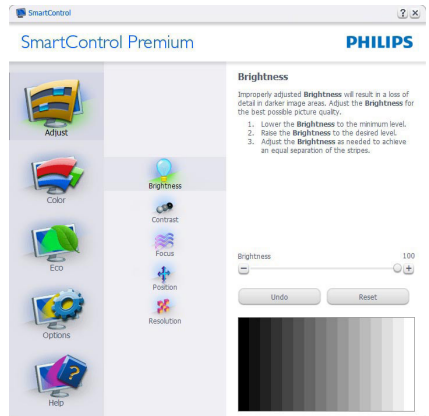 SmartControl
? ×
SmartControl Premium
PHILIPS
Adjust
Color
Eco
Options
Help
Brightness
Contrast
Focus
Position
Resolution
Brightness
Improperly adjusted Brightness will result in a loss of
detail in darker image areas. Adjust the Brightness for
the best possible picture quality.
1. Lower the Brightness to the minimum level.
2. Raise the Brightness to the desired level.
3. Adjust the Brightness as needed to achieve
an equal separation of the stripes.
Brightness 100
Undo Reset